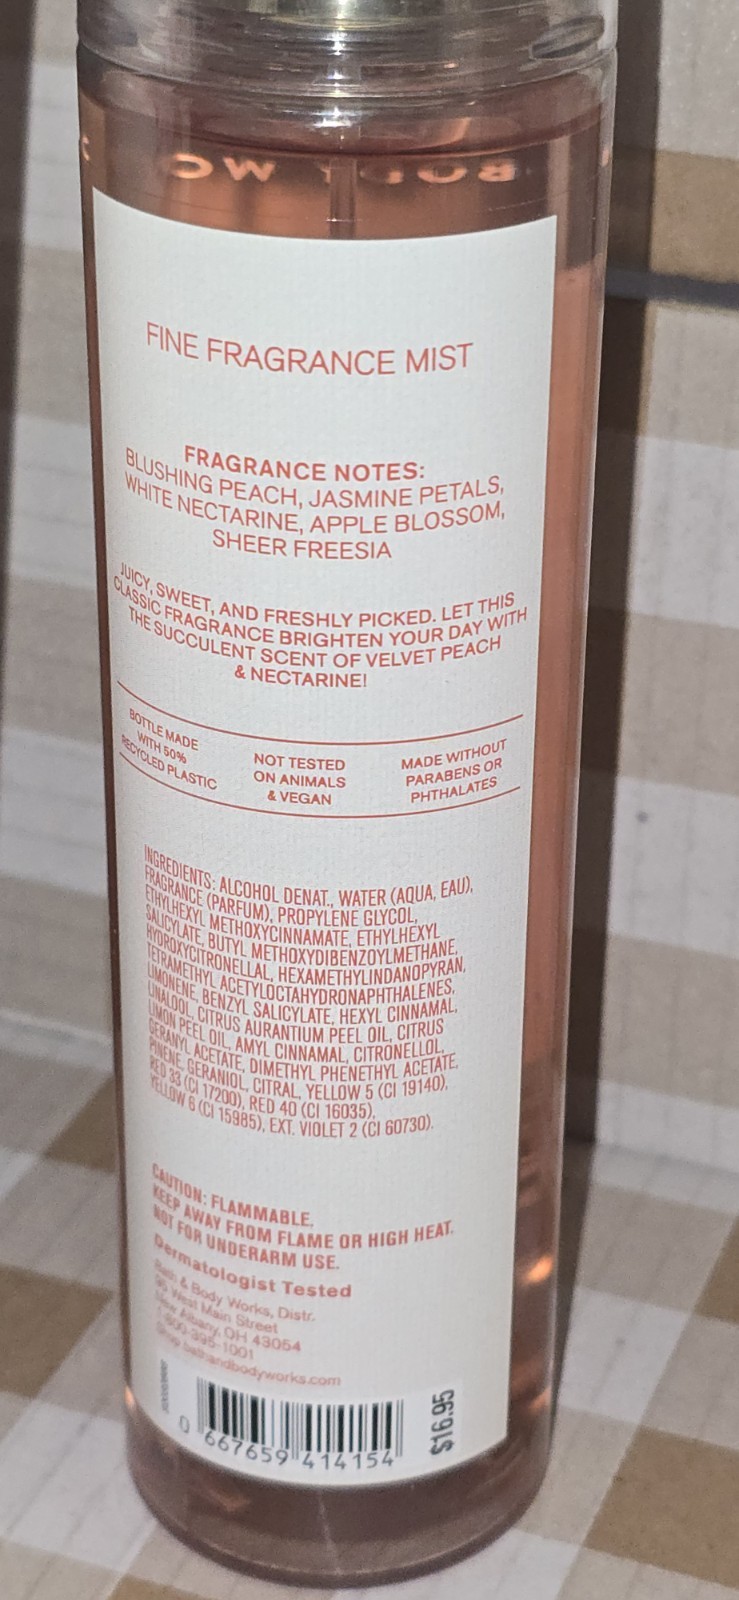 FINE FRAGRANCE MIST
FRAGRANCE NOTES:
BLUSHING PEACH, JASMINE PETALS,
WHITE NECTARINE, APPLE BLOSSOM,
SHEER FREESIA
JUICY, SWEET, AND FRESHLY PICKED. LET THIS
CLASSIC FRAGRANCE BRIGHTEN YOUR DAY WITH
THE SUCCULENT SCENT OF VELVET PEACH
& NECTARINE!
BOTTLE MADE
WITH 50%
RECYCLED PLASTIC
NOT TESTED
ON ANIMALS
& VEGAN
MADE WITHOUT
PARABENS OR
PHTHALATES
INGREDIENTS: ALCOHOL DENAT., WATER (AQUA, EAU),
FRAGRANCE (PARFUM), PROPYLENE GLYCOL,
ETHYLHEXYL METHOXYCINNAMATE, ETHYLHEXYL
SALICYLATE, BUTYL METHOXYDIBENZOYLMETHANE,
HYDROXYCITRONELLAL, HEXAMETHYLINDANOPYRAN,
TETRAMETHYL ACETYLOCTAHYDRONAPHTHALENES,
LIMONENE, BENZYL SALICYLATE, HEXYL CINNAMAL,
LINALOOL, CITRUS AURANTIUM PEEL OIL, CITRUS
LIMON PEEL OIL, AMYL CINNAMAL, CITRONELLOL,
GERANYL ACETATE, DIMETHYL PHENETHYL ACETATE,
PINENE, GERANIOL, CITRAL, YELLOW 5 (CI 19140),
RED 33 (CI 17200), RED 40 (CI 16035),
YELLOW 6 (CI 15985), EXT. VIOLET 2 (CI 60730).
CAUTION: FLAMMABLE.
KEEP AWAY FROM FLAME OR HIGH HEAT.
NOT FOR UNDERARM USE.
Dermatologist Tested
Bath & Body Works, Distr.
West Main Street
New Albany, OH 43054
1-800-395-1001
Shop bathandbodyworks.com
0 667659 414154
$16.95